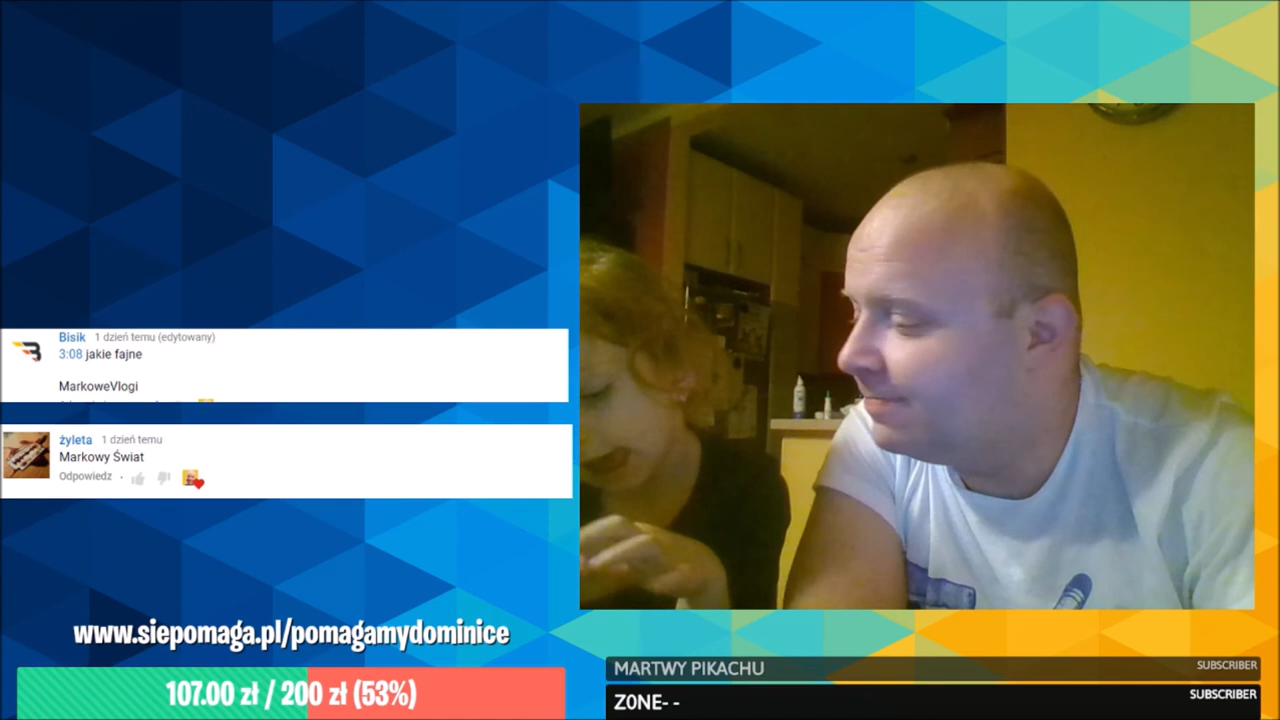 Bisik 1 dzień temu (edytowany)
3:08 jakie fajne
MarkoweVlogi
żyleta 1 dzień temu
Markowy Świat
Odpowiedz
www.siepomaga.pl/pomagamydominice
107.00 zł / 200 zł (53%)
MARTWY PIKACHU SUBSCRIBER
Z0NE- - SUBSCRIBER